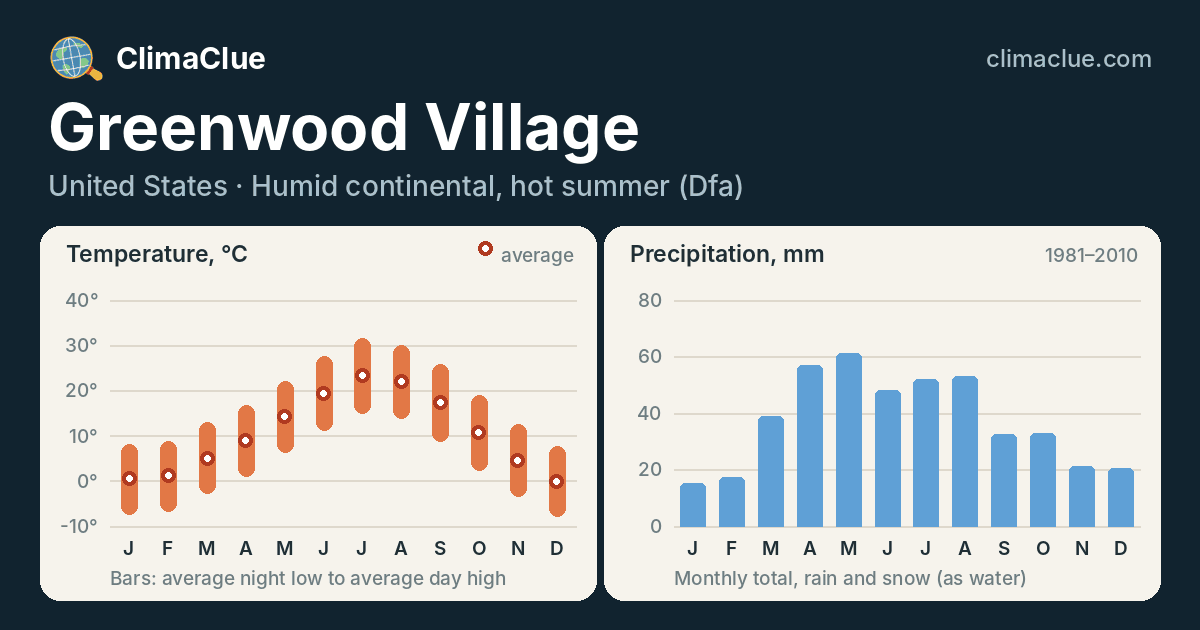 ClimaClue
climaclue.com
Greenwood Village
United States · Humid continental, hot summer (Dfa)
Temperature, °C
average
40°
30°
20°
10°
0°
-10°
J F M A M J J A S O N D
Bars: average night low to average day high
Precipitation, mm
1981–2010
80
60
40
20
0
J F M A M J J A S O N D
Monthly total, rain and snow (as water)